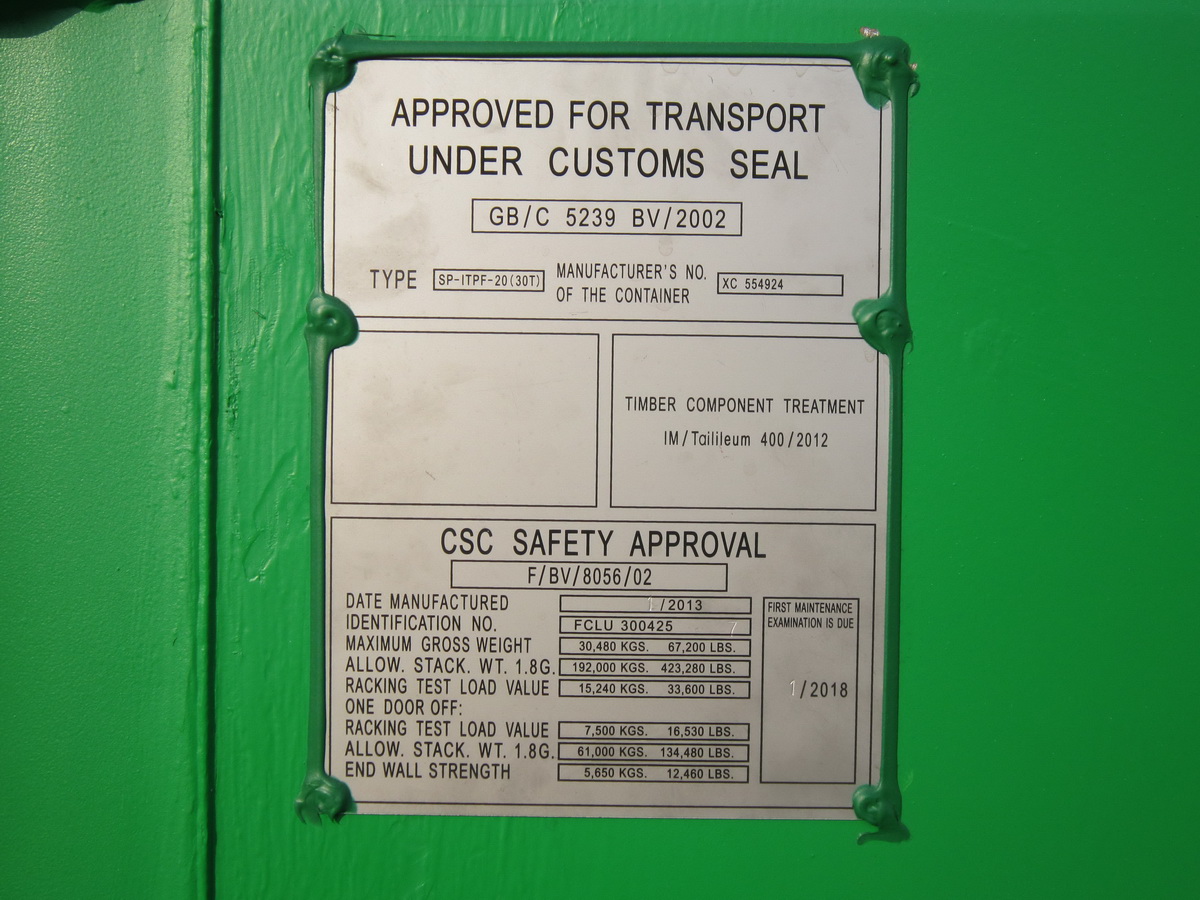 APPROVED FOR TRANSPORT
UNDER CUSTOMS SEAL
GB/C 5239 BV/2002
TYPE SP-ITPF-20(30T) MANUFACTURER'S NO. OF THE CONTAINER XC 554924
TIMBER COMPONENT TREATMENT
IM/Tailileum 400/2012
CSC SAFETY APPROVAL
F/BV/8056/02
DATE MANUFACTURED 1/2013
IDENTIFICATION NO. FCLU 300425 7
MAXIMUM GROSS WEIGHT 30,480 KGS. 67,200 LBS.
ALLOW. STACK. WT. 1.8G. 192,000 KGS. 423,280 LBS.
RACKING TEST LOAD VALUE 15,240 KGS. 33,600 LBS.
ONE DOOR OFF:
RACKING TEST LOAD VALUE 7,500 KGS. 16,530 LBS.
ALLOW. STACK. WT. 1.8G. 61,000 KGS. 134,480 LBS.
END WALL STRENGTH 5,650 KGS. 12,460 LBS.
FIRST MAINTENANCE
EXAMINATION IS DUE
1/2018